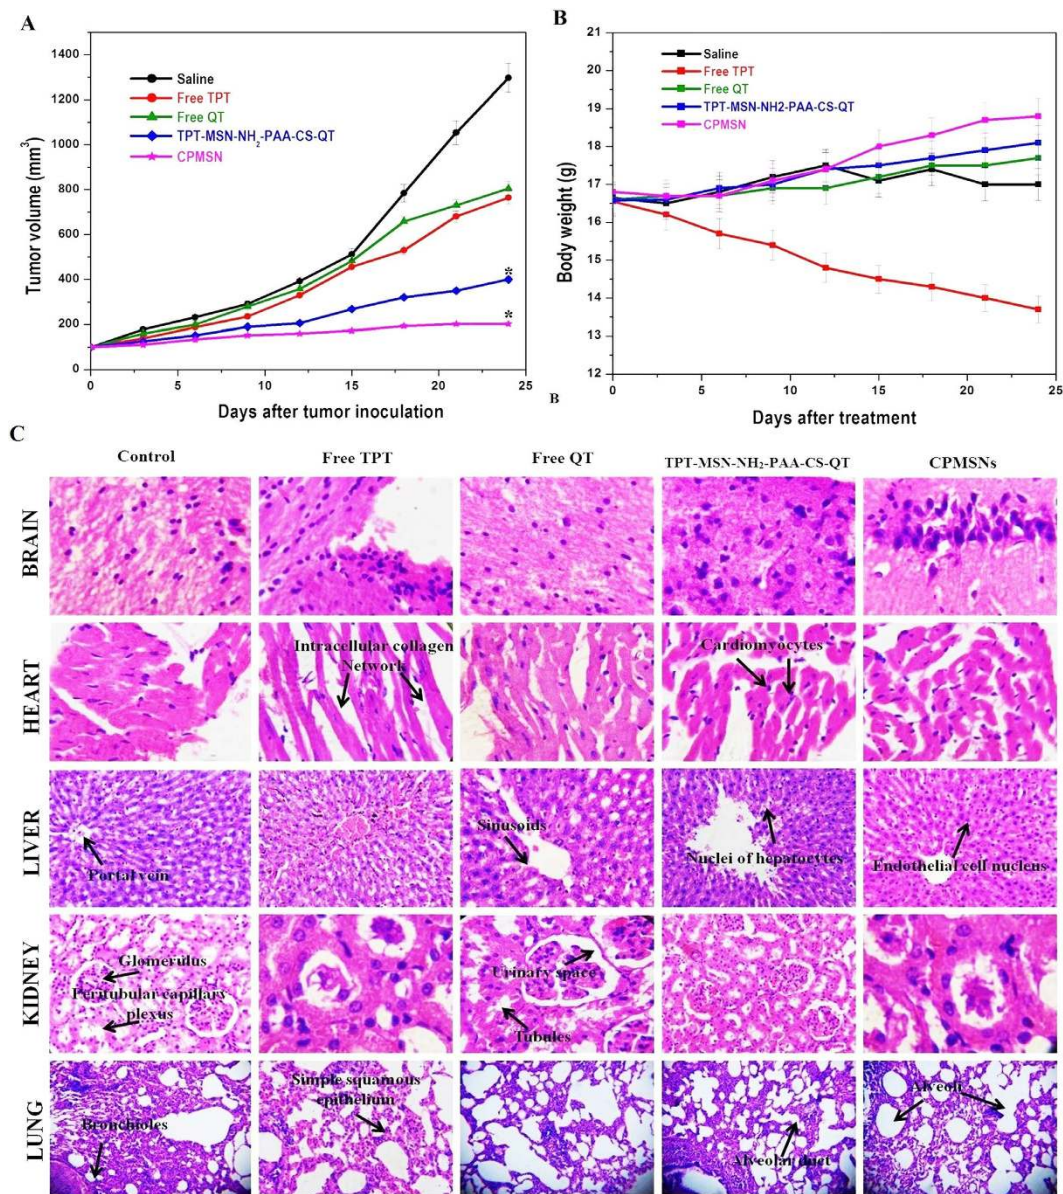 A
1400
1200
1000
800
600
400
200
0
0
5
10
15
20
25
Tumor volume (mm³)
Days after tumor inoculation
Saline
Free TPT
Free QT
TPT-MSN-NH₂-PAA-CS-QT
CPMSN
*
*
B
21
20
19
18
17
16
15
14
13
12
0
5
10
15
20
25
Body weight (g)
Days after treatment
Saline
Free TPT
Free QT
TPT-MSN-NH2-PAA-CS-QT
CPMSN
B
C
Control
Free TPT
Free QT
TPT-MSN-NH₂-PAA-CS-QT
CPMSNs
BRAIN
HEART
Intracellular collagen
Network
Cardiomyocytes
LIVER
Portal vein
Sinusoids
Nuclei of hepatocytes
Endothelial cell nucleus
KIDNEY
Glomerulus
Peritubular capillary
plexus
Urinary space
Tubules
LUNG
Bronchioles
Simple squamous
epithelium
Alveolar duct
Alveoli